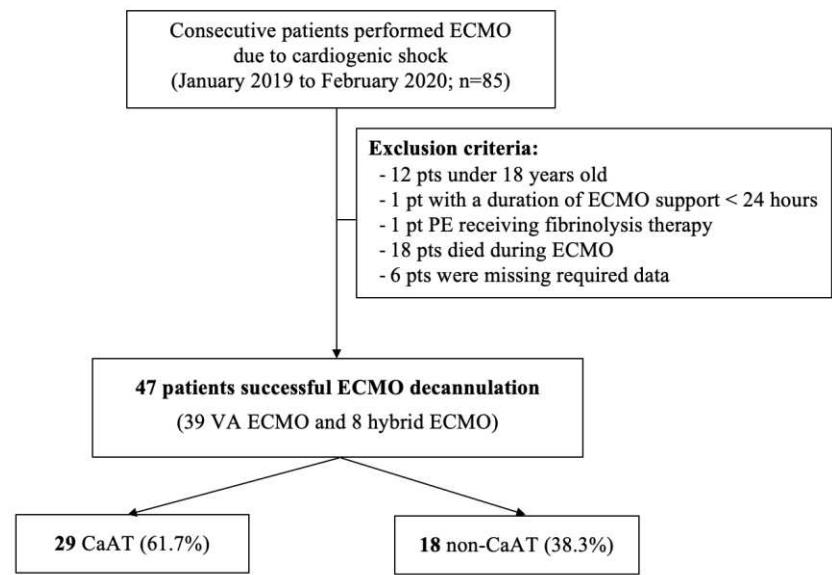 Consecutive patients performed ECMO
due to cardiogenic shock
(January 2019 to February 2020; n=85)
Exclusion criteria:
- 12 pts under 18 years old
- 1 pt with a duration of ECMO support < 24 hours
- 1 pt PE receiving fibrinolysis therapy
- 18 pts died during ECMO
- 6 pts were missing required data
47 patients successful ECMO decannulation
(39 VA ECMO and 8 hybrid ECMO)
29 CaAT (61.7%)
18 non-CaAT (38.3%)